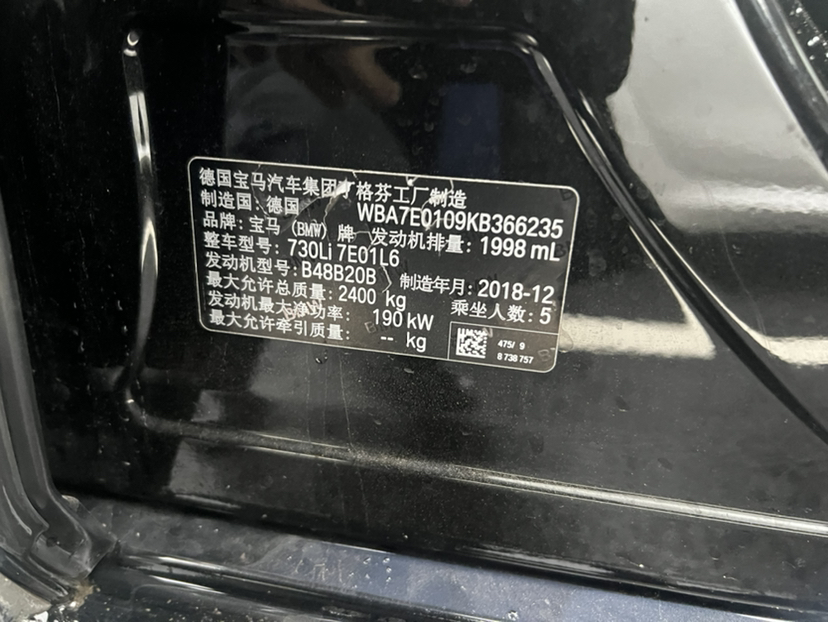 德国宝马汽车集团丁格芬工厂制造
制造国：德国 WBA7E0109KB366235
品牌：宝马（BMW）牌 发动机排量：1998 mL
整车型号：730Li 7E01L6
发动机型号：B48B20B 制造年月：2018-12
最大允许总质量：2400 kg 乘坐人数：5
发动机最大净功率：190 kW
最大允许牵引质量：-- kg
475/ 9
8 738 757